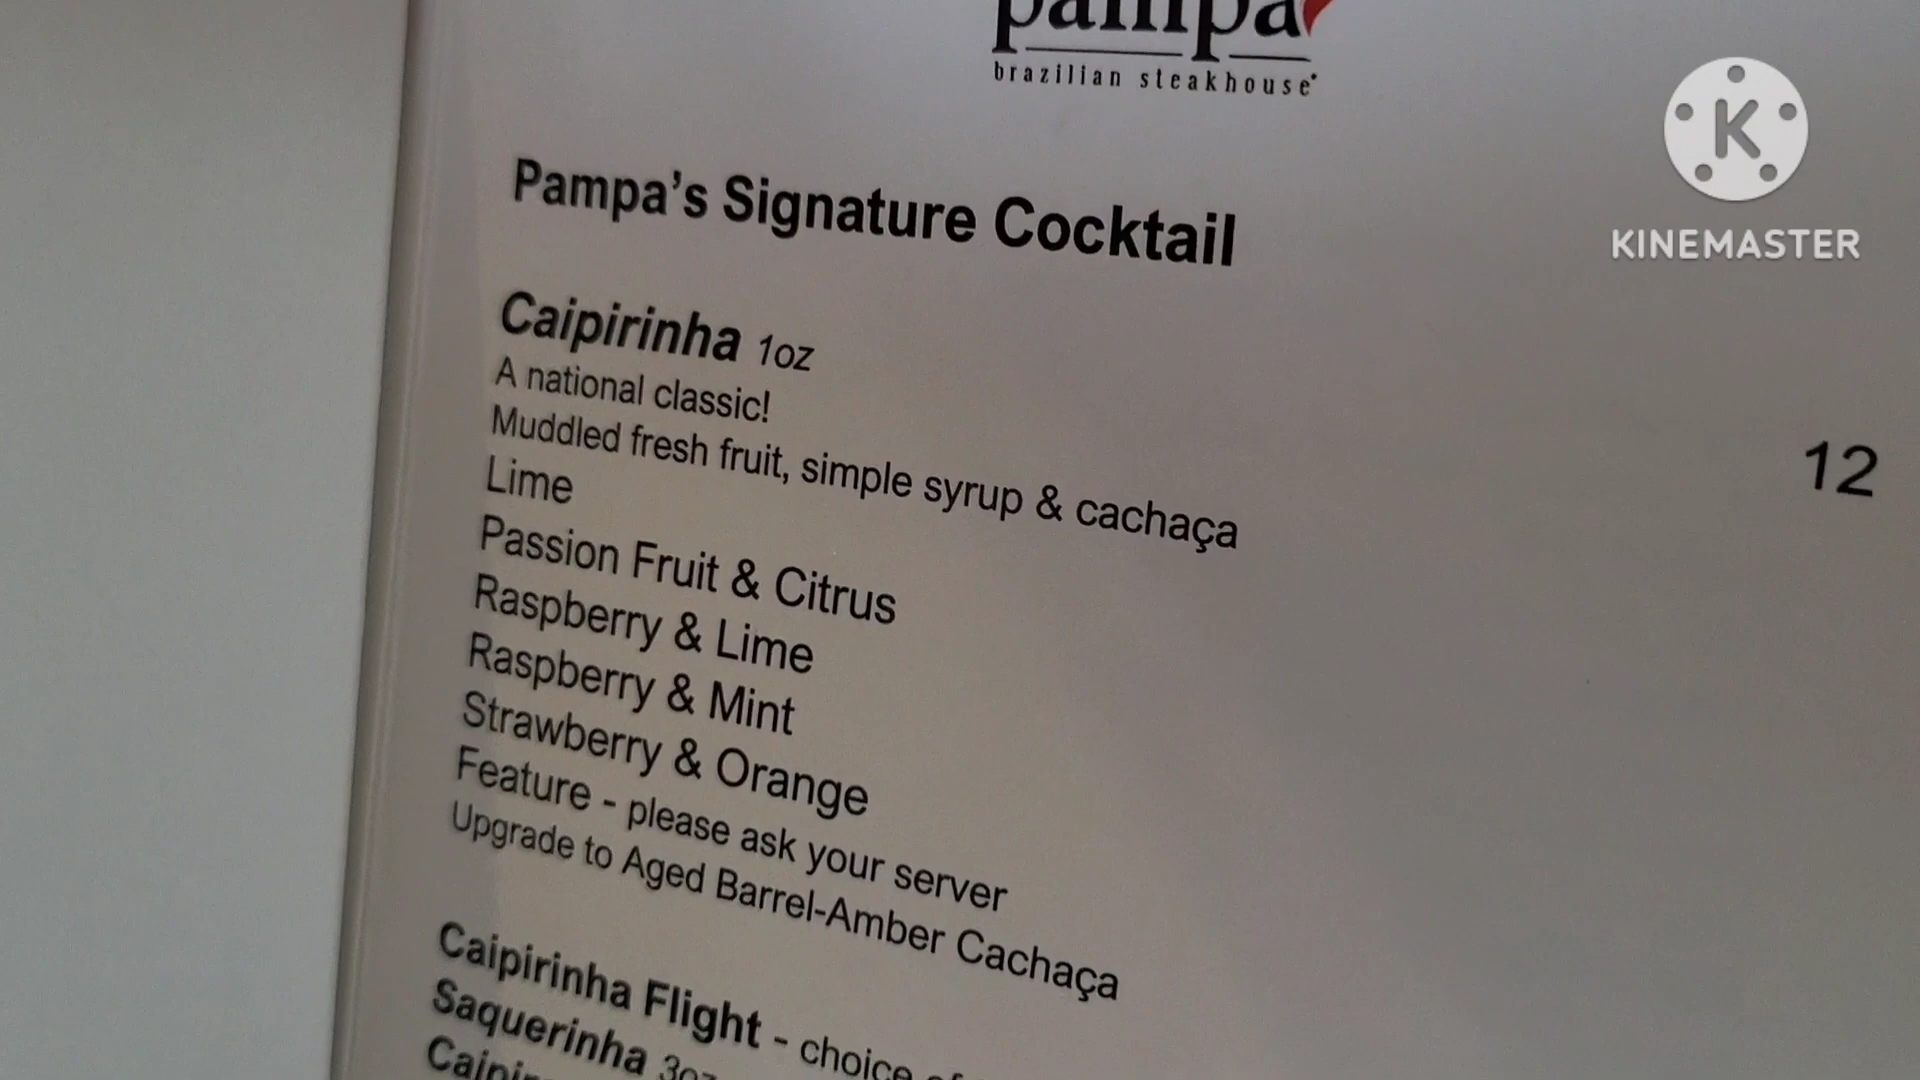 pampa
brazilian steakhouse
KINEMASTER
Pampa's Signature Cocktail
Caipirinha 1oz
A national classic!
Muddled fresh fruit, simple syrup & cachaça 12
Lime
Passion Fruit & Citrus
Raspberry & Lime
Raspberry & Mint
Strawberry & Orange
Feature - please ask your server
Upgrade to Aged Barrel-Amber Cachaça
Caipirinha Flight - choice of
Saquerinha 3oz